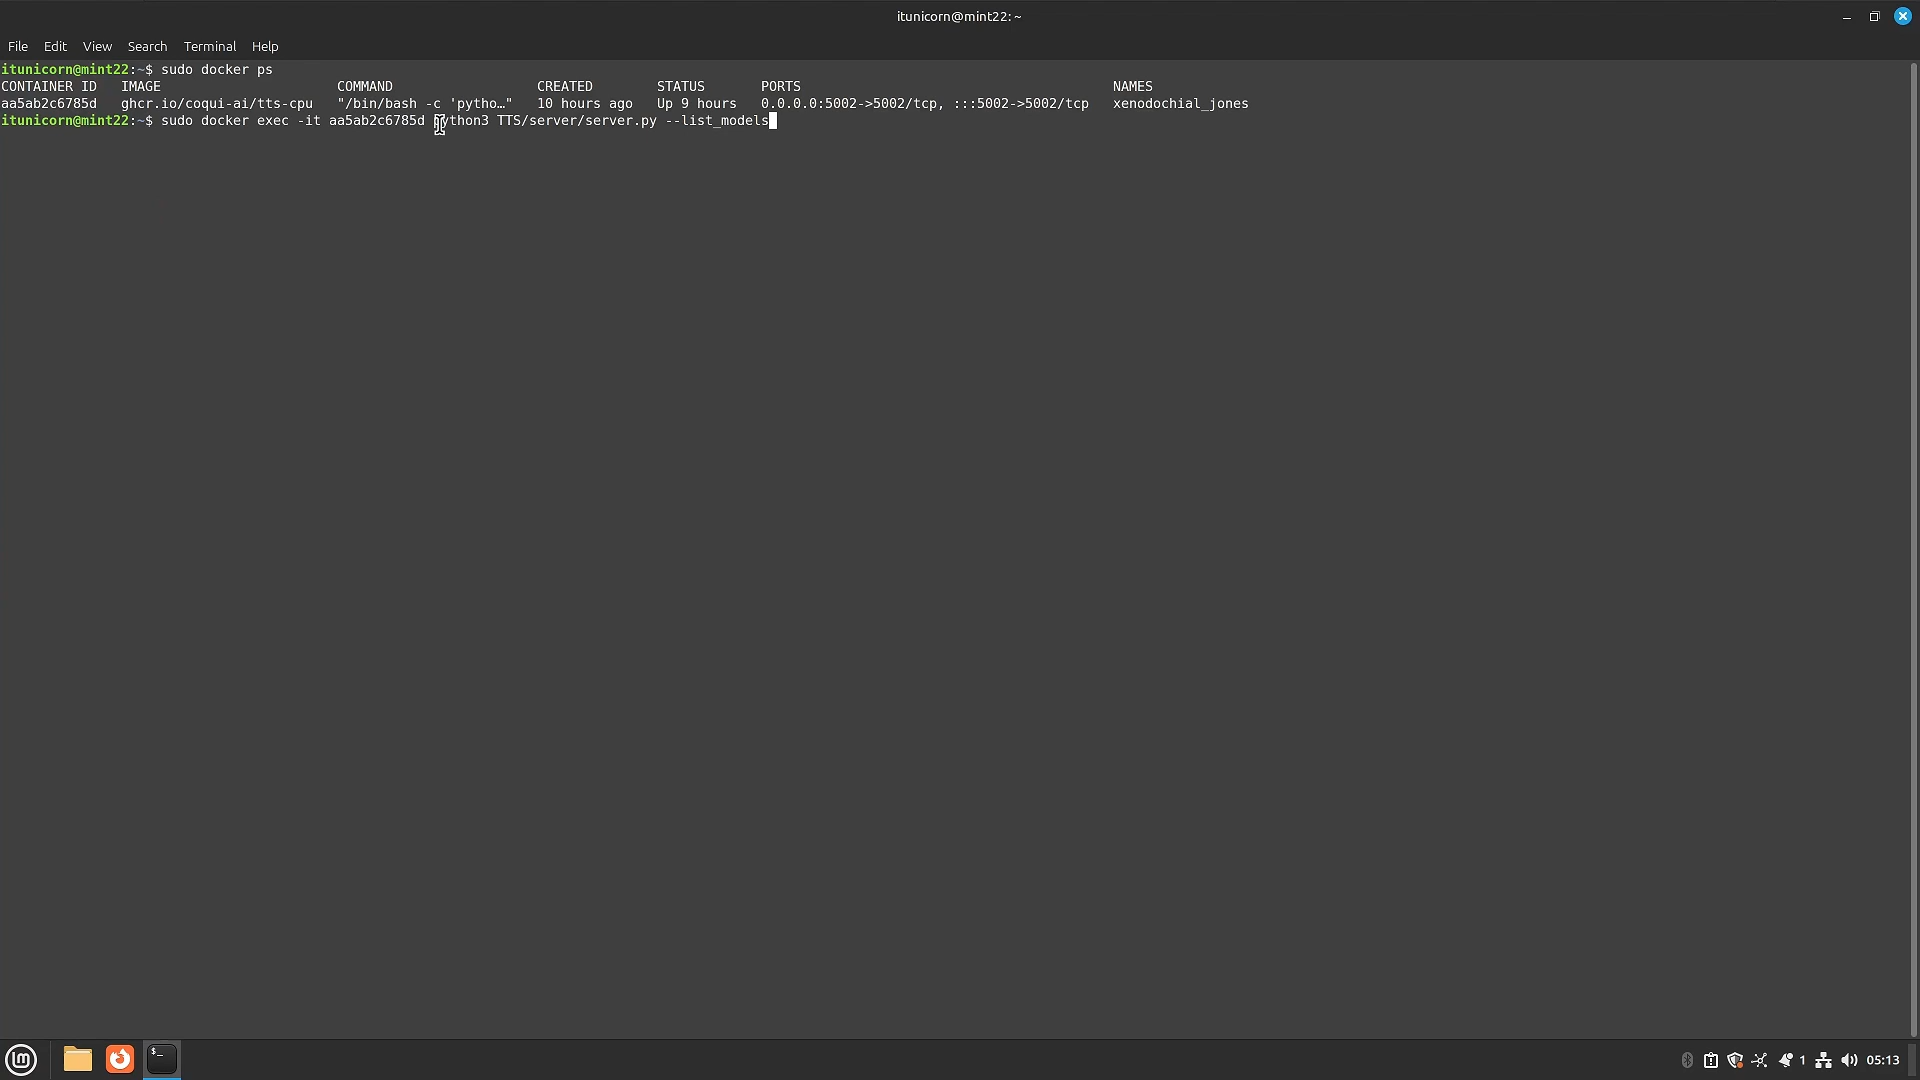 itunicorn@mint22: ~
File Edit View Search Terminal Help
itunicorn@mint22:~$ sudo docker ps
CONTAINER ID IMAGE COMMAND CREATED STATUS PORTS NAMES
aa5ab2c6785d ghcr.io/coqui-ai/tts-cpu "/bin/bash -c 'pytho…" 10 hours ago Up 9 hours 0.0.0.0:5002->5002/tcp, :::5002->5002/tcp xenodochial_jones
itunicorn@mint22:~$ sudo docker exec -it aa5ab2c6785d python3 TTS/server/server.py --list_models
1 05:13